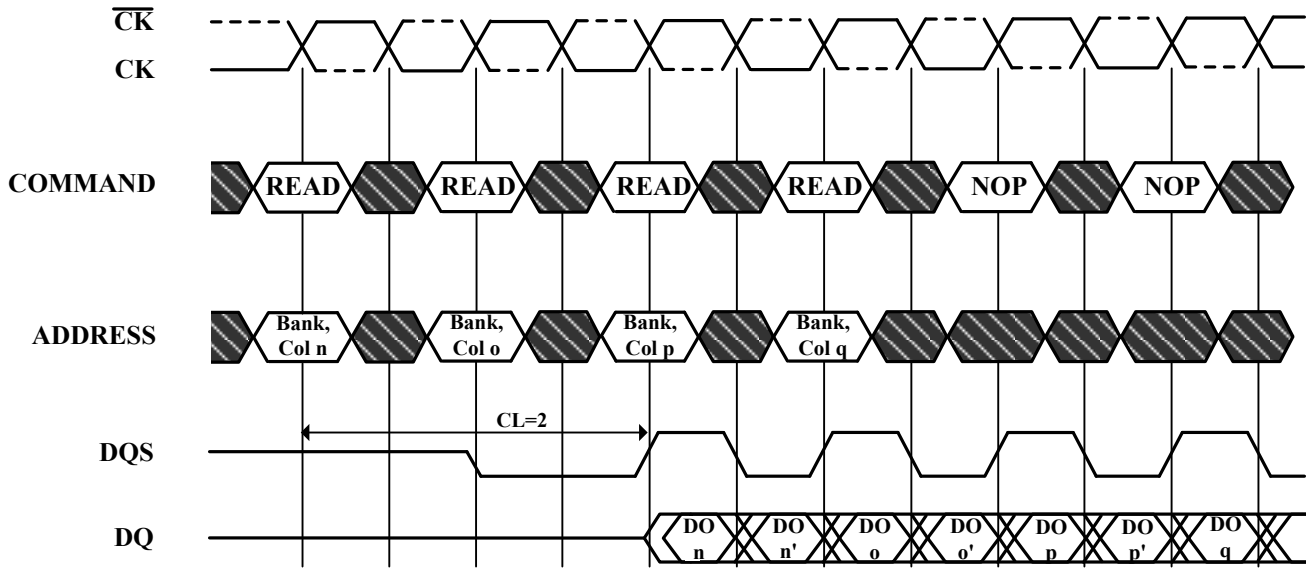 CK
CK
COMMAND
READ
READ
READ
READ
NOP
NOP
ADDRESS
Bank,
Col n
Bank,
Col o
Bank,
Col p
Bank,
Col q
CL=2
DQS
DQ
DO
n
DO
n'
DO
o
DO
o'
DO
p
DO
p'
DO
q